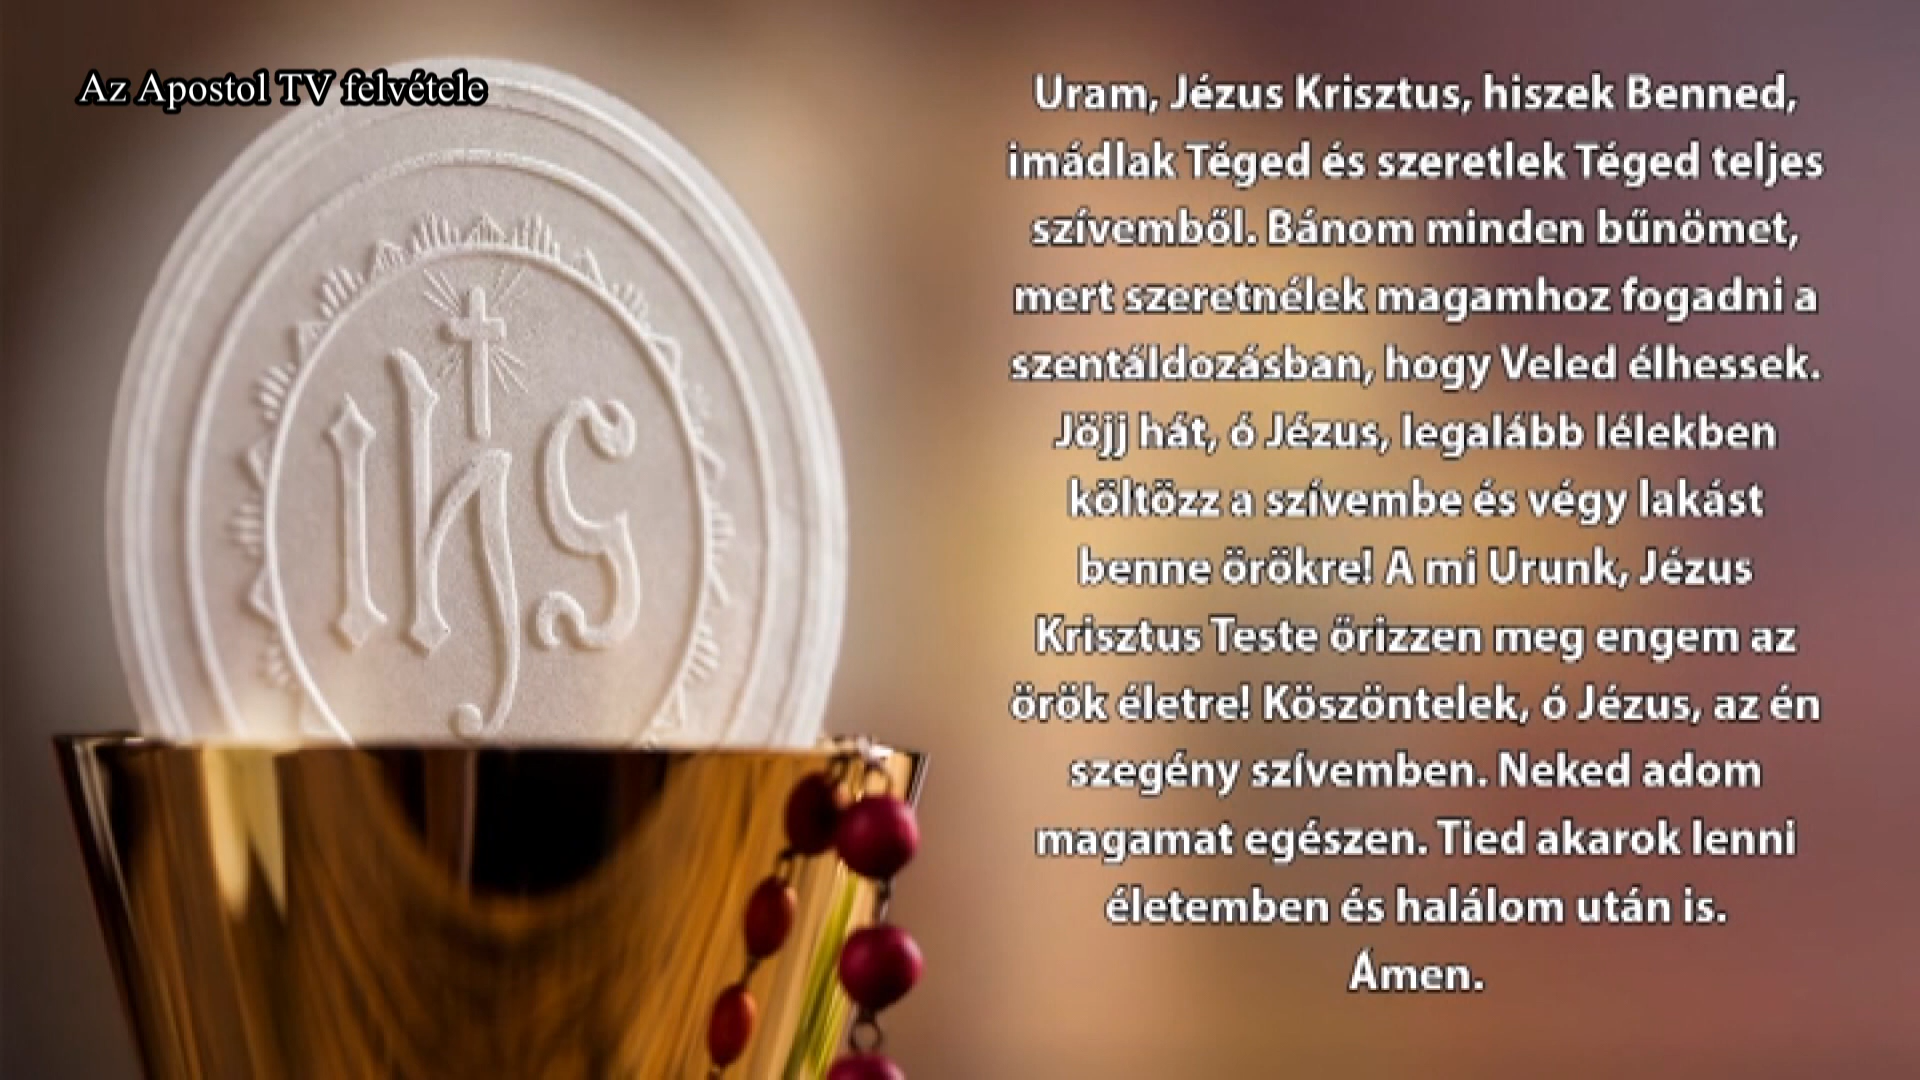 Az Apostol TV felvétele
Uram, Jézus Krisztus, hiszek Benned,
imádlak Téged és szeretlek Téged teljes
szívemből. Bánom minden bűnömet,
mert szeretnélek magamhoz fogadni a
szentáldozásban, hogy Veled élhessek.
Jöjj hát, ó Jézus, legalább lélekben
költözz a szívembe és végy lakást
benne örökre! A mi Urunk, Jézus
Krisztus Teste őrizzen meg engem az
örök életre! Köszöntelek, ó Jézus, az én
szegény szívemben. Neked adom
magamat egészen. Tied akarok lenni
életemben és halálom után is.
Ámen.
ihs